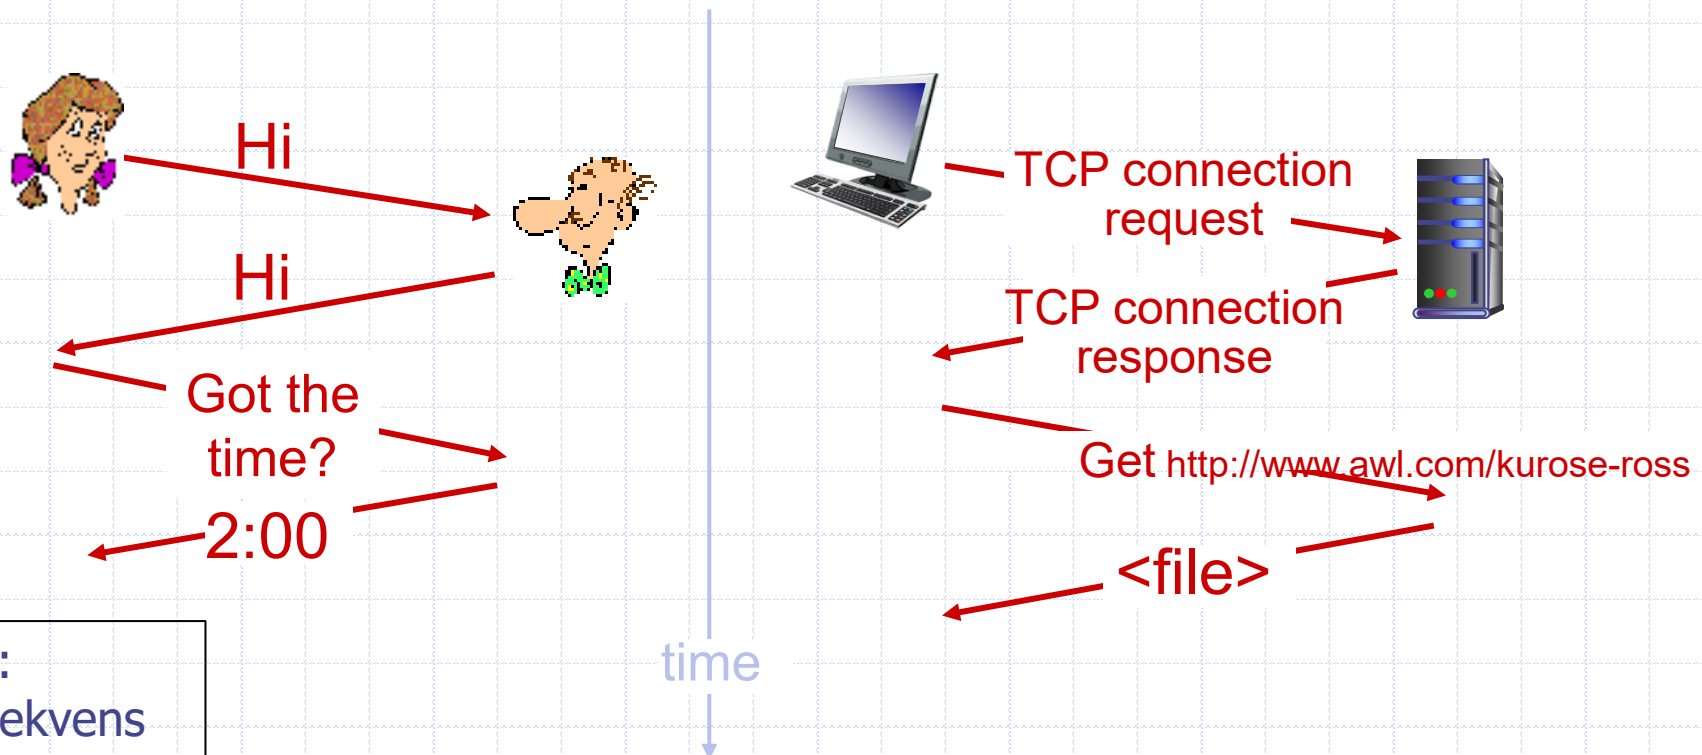 Hi
Hi
Got the
time?
2:00
TCP connection
request
TCP connection
response
Get http://www.awl.com/kurose-ross
<file>
time
: